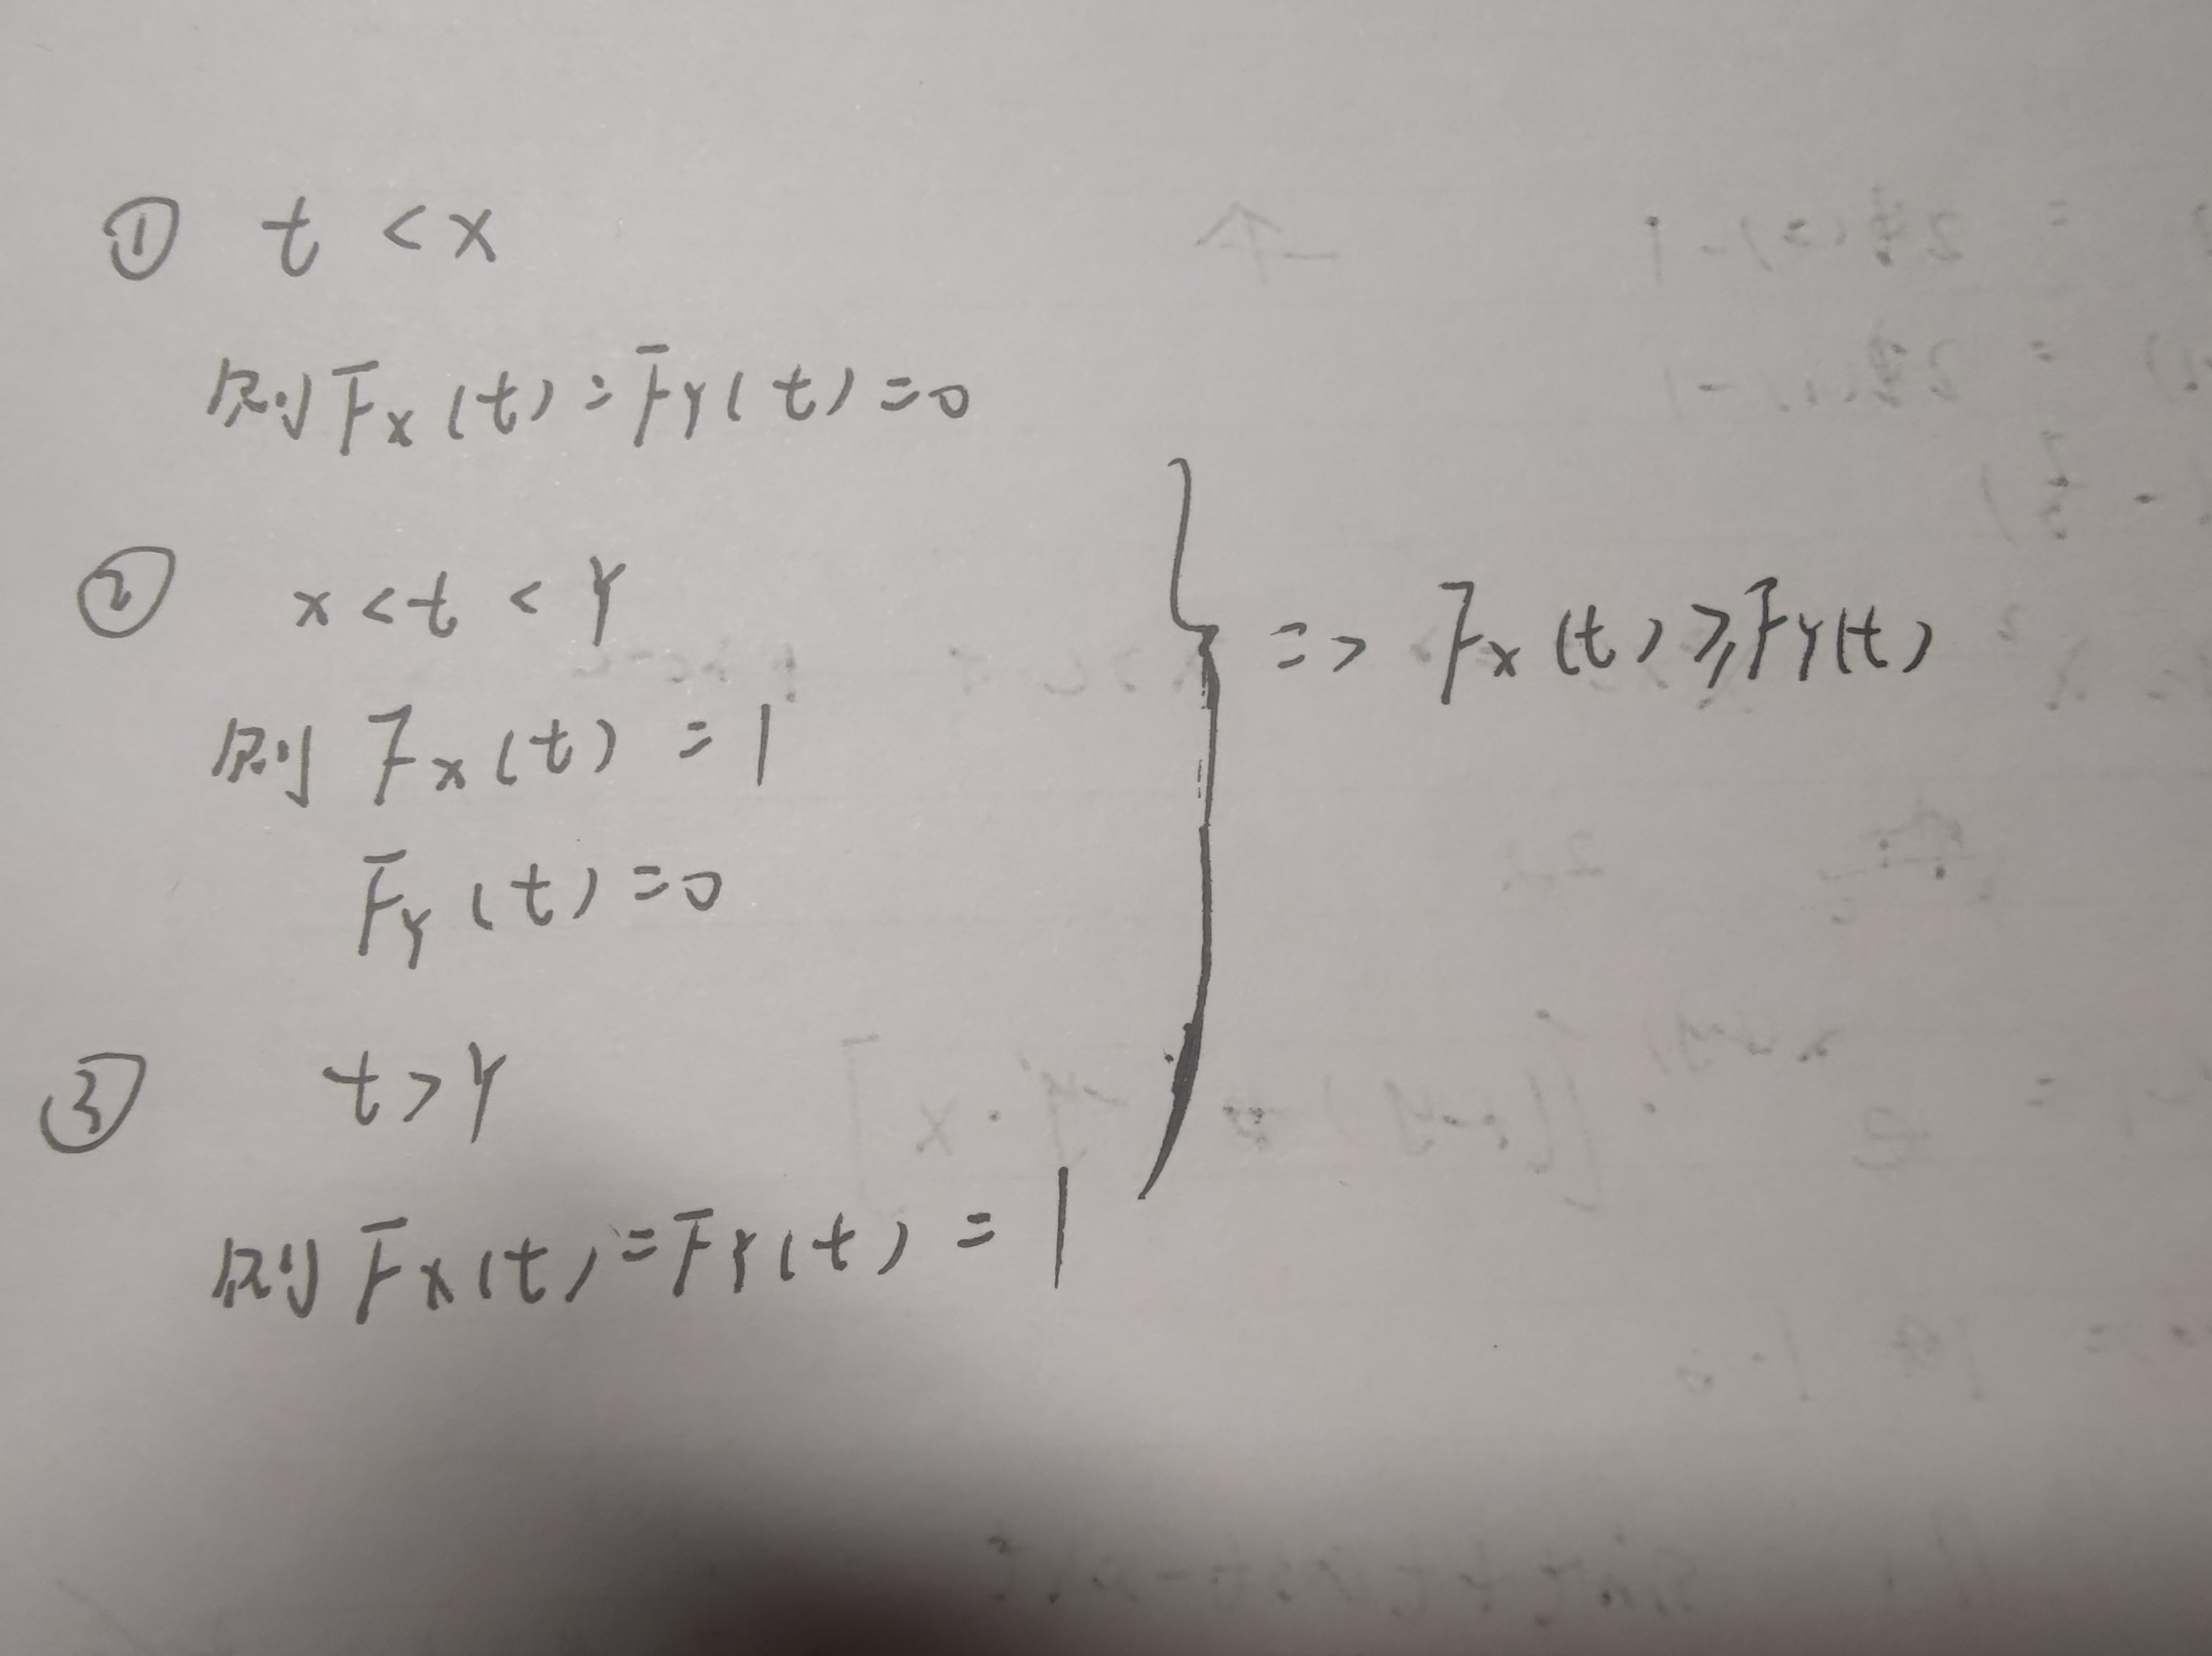 ① t < x
则 Fx(t) = FY(t) = 0
② x < t < Y
则 Fx(t) = 1
FY(t) = 0
③ t > Y
则 Fx(t) = FY(t) = 1
} => Fx(t) ⩾ FY(t)